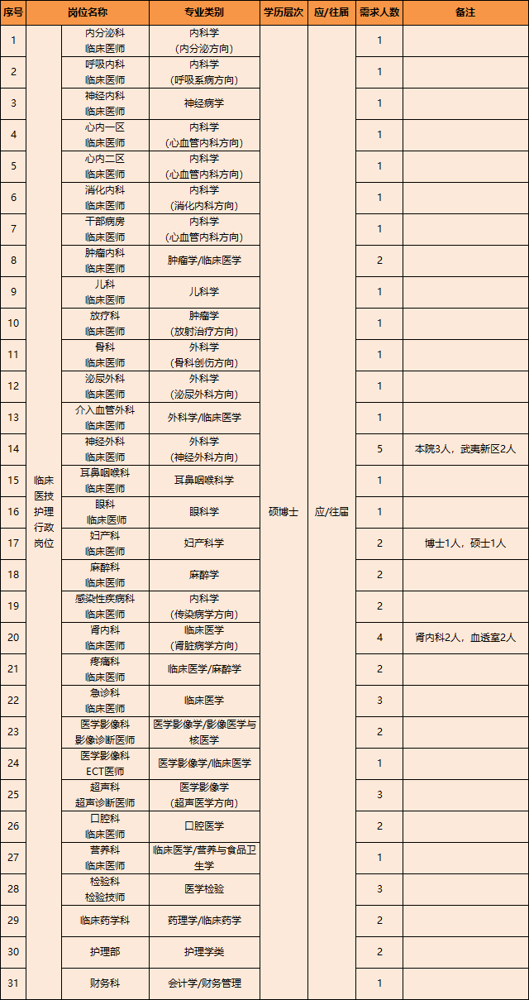 序号 岗位名称 专业类别 学历层次 应/往届 需求人数 备注
临床
医技
护理
行政
岗位
硕博士
应/往届
1 内分泌科
临床医师 内科学
(内分泌方向) 1
2 呼吸内科
临床医师 内科学
(呼吸系病方向) 1
3 神经内科
临床医师 神经病学 1
4 心内一区
临床医师 内科学
(心血管内科方向) 1
5 心内二区
临床医师 内科学
(心血管内科方向) 1
6 消化内科
临床医师 内科学
(消化内科方向) 1
7 干部病房
临床医师 内科学
(心血管内科方向) 1
8 肿瘤内科
临床医师 肿瘤学/临床医学 2
9 儿科
临床医师 儿科学 1
10 放疗科
临床医师 肿瘤学
(放射治疗方向) 1
11 骨科
临床医师 外科学
(骨科创伤方向) 1
12 泌尿外科
临床医师 外科学
(泌尿外科方向) 1
13 介入血管外科
临床医师 外科学/临床医学 1
14 神经外科
临床医师 外科学
(神经外科方向) 5 本院3人，武夷新区2人
15 耳鼻咽喉科
临床医师 耳鼻咽喉科学 1
16 眼科
临床医师 眼科学 1
17 妇产科
临床医师 妇产科学 2 博士1人，硕士1人
18 麻醉科
临床医师 麻醉学 2
19 感染性疾病科
临床医师 内科学
(传染病学方向) 2
20 肾内科
临床医师 临床医学
(肾脏病学方向) 4 肾内科2人，血透室2人
21 疼痛科
临床医师 临床医学/麻醉学 2
22 急诊科
临床医师 临床医学 3
23 医学影像科
影像诊断医师 医学影像学/影像医学与
核医学 2
24 医学影像科
ECT医师 医学影像学/临床医学 1
25 超声科
超声诊断医师 医学影像学
(超声医学方向) 3
26 口腔科
临床医师 口腔医学 2
27 营养科
临床医师 临床医学/营养与食品卫
生学 1
28 检验科
检验技师 医学检验 3
29 临床药学科 药理学/临床药学 2
30 护理部 护理学类 2
31 财务科 会计学/财务管理 1